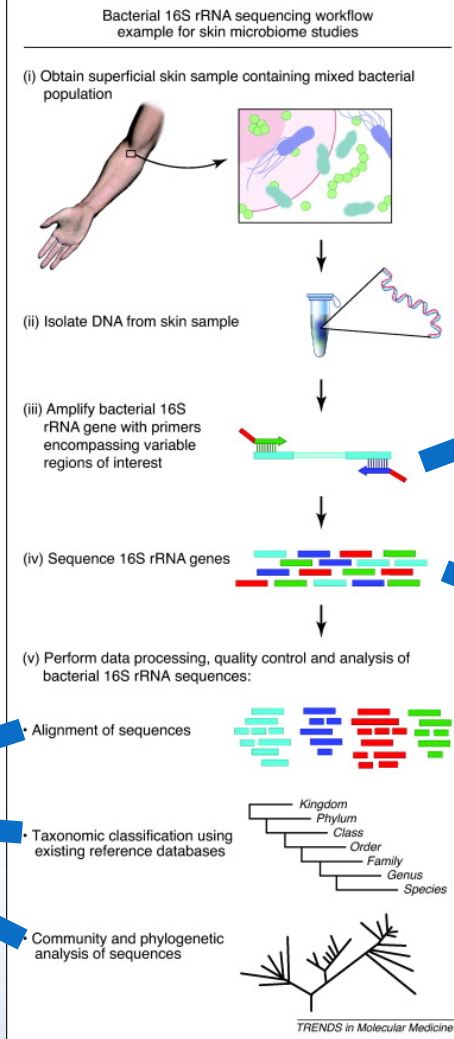 Bacterial 16S rRNA sequencing workflow
example for skin microbiome studies
(i) Obtain superficial skin sample containing mixed bacterial
population
(ii) Isolate DNA from skin sample
(iii) Amplify bacterial 16S
rRNA gene with primers
encompassing variable
regions of interest
(iv) Sequence 16S rRNA genes
(v) Perform data processing, quality control and analysis of
bacterial 16S rRNA sequences:
• Alignment of sequences
• Taxonomic classification using
existing reference databases
Kingdom
Phylum
Class
Order
Family
Genus
Species
• Community and phylogenetic
analysis of sequences
TRENDS in Molecular Medicine